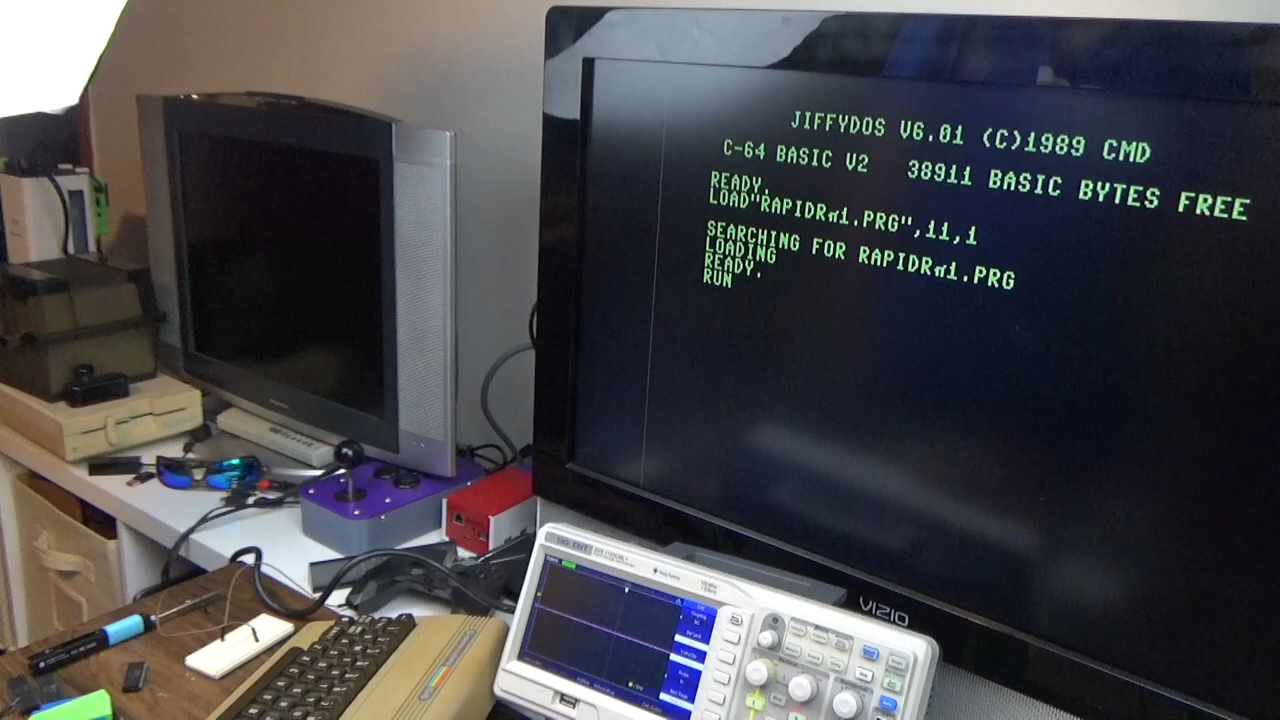 JIFFYDOS V6.01 (C)1989 CMD
C-64 BASIC V2 38911 BASIC BYTES FREE
READY.
LOAD"RAPIDRπ1.PRG",11,1
SEARCHING FOR RAPIDRπ1.PRG
LOADING
READY.
RUN
VIZIO
SIGLENT